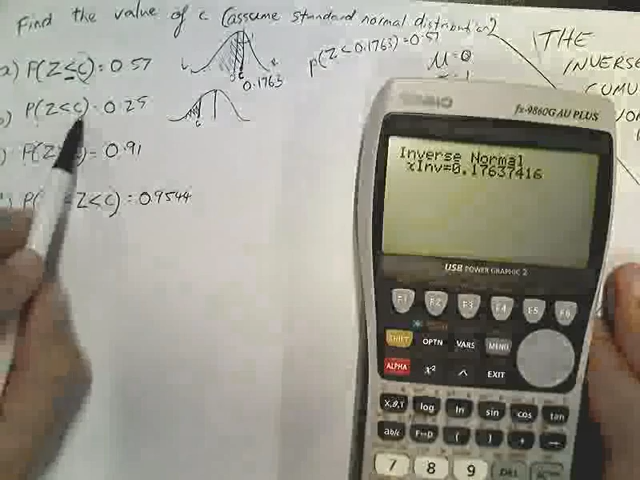 Find the value of c (assume standard normal distribution)
a) P(Z≤c)=0.57
0.1763
P(Z<0.1763)=0.57
μ=0
THE
INVERSE
CUMU
P(Z<c)=0.25
c
P(Z = 0.91
P( Z<c)=0.9544
CASIO
fx-9860G AU PLUS
Inverse Normal
xInv=0.17637416
USB POWER GRAPHIC 2
F1 F2 F3 F4 F5 F6
SHIFT OPTN VARS MENU
ALPHA x² ^ EXIT
X,θ,T log ln sin cos tan
ab/c F↔D ( ) , →
7 8 9 DEL